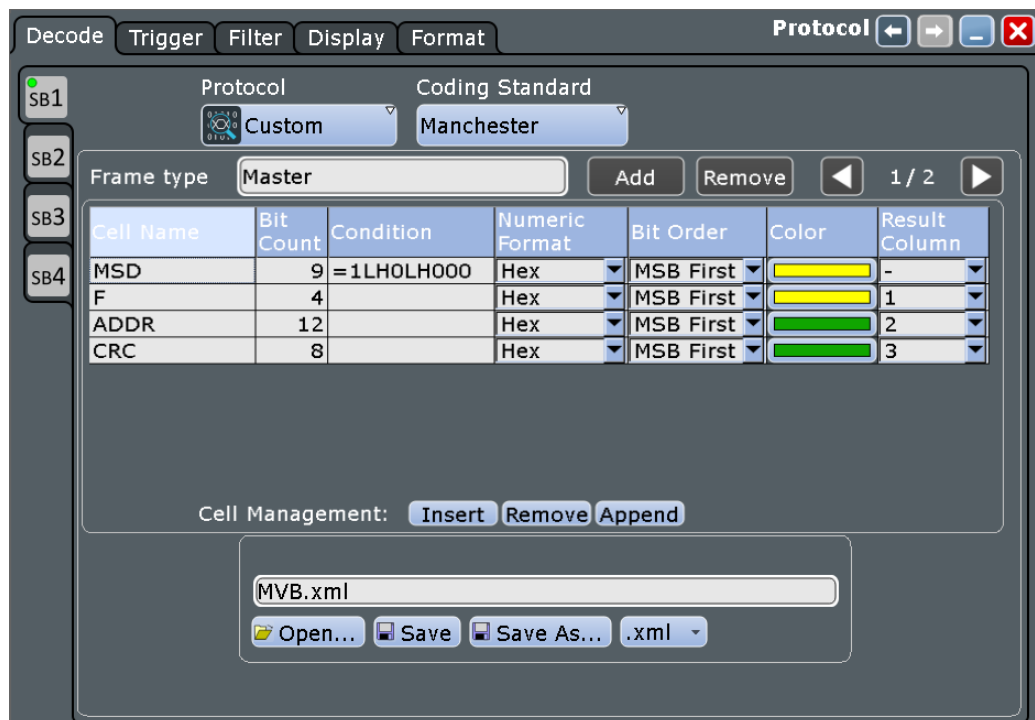 Decode Trigger Filter Display Format Protocol
SB1
SB2
SB3
SB4
Protocol Coding Standard
Custom Manchester
Frame type Master Add Remove 1 / 2
Cell Name Bit Count Condition Numeric Format Bit Order Color Result Column
MSD 9 =1LH0LH000 Hex MSB First -
F 4 Hex MSB First 1
ADDR 12 Hex MSB First 2
CRC 8 Hex MSB First 3
Cell Management: Insert Remove Append
MVB.xml
Open... Save Save As... .xml